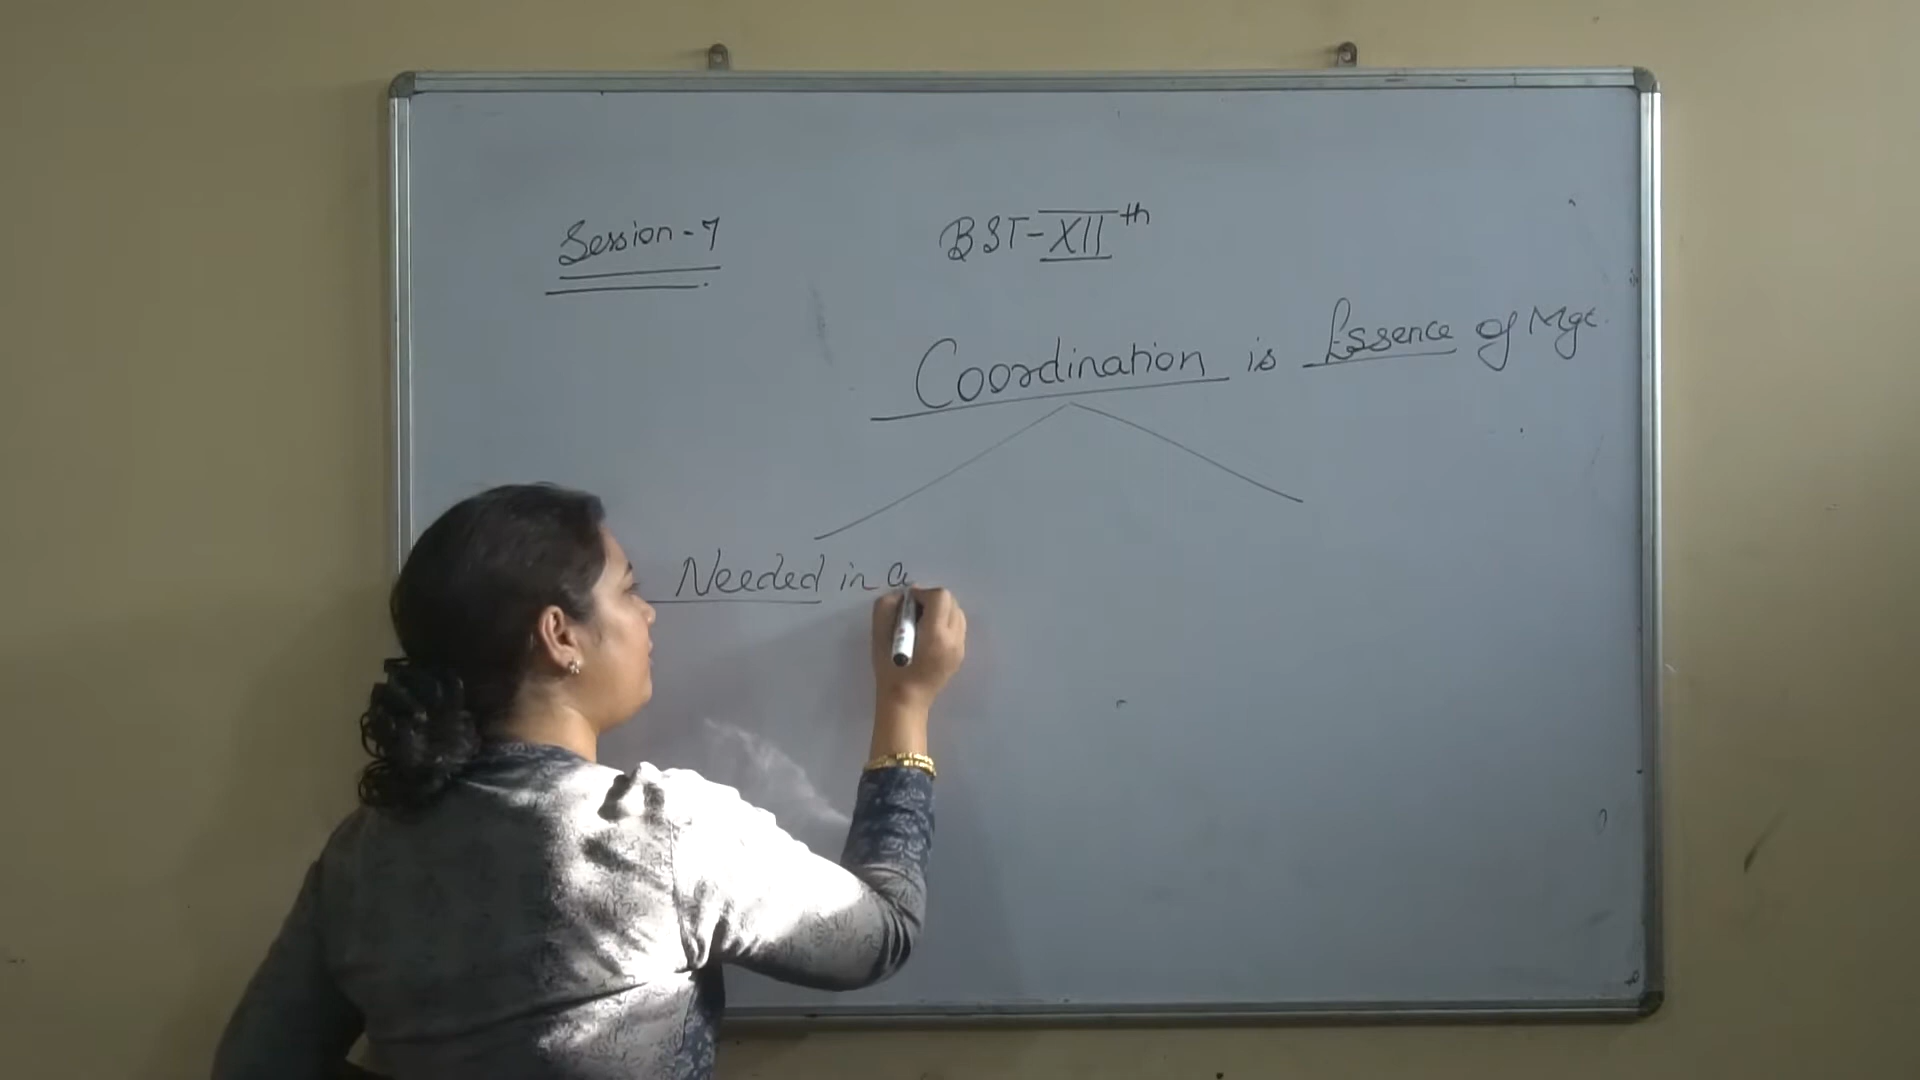 Session-7
BST-XIIth
Coordination is Essence of Mgt.
Needed in a